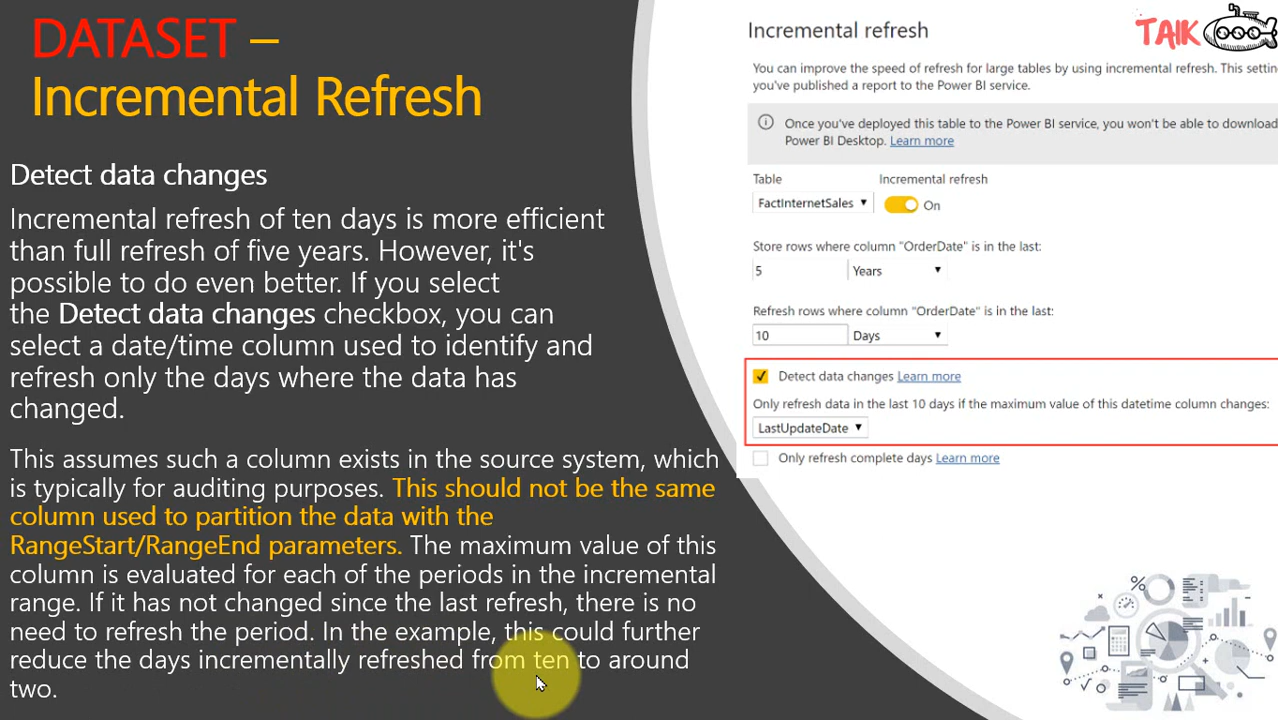 DATASET –
Incremental Refresh
Detect data changes
Incremental refresh of ten days is more efficient
than full refresh of five years. However, it's
possible to do even better. If you select
the Detect data changes checkbox, you can
select a date/time column used to identify and
refresh only the days where the data has
changed.
This assumes such a column exists in the source system, which
is typically for auditing purposes. This should not be the same
column used to partition the data with the
RangeStart/RangeEnd parameters. The maximum value of this
column is evaluated for each of the periods in the incremental
range. If it has not changed since the last refresh, there is no
need to refresh the period. In the example, this could further
reduce the days incrementally refreshed from ten to around
two.
TAIK
Incremental refresh
You can improve the speed of refresh for large tables by using incremental refresh. This setting
you've published a report to the Power BI service.
Once you've deployed this table to the Power BI service, you won't be able to download
Power BI Desktop. Learn more
Table Incremental refresh
FactInternetSales On
Store rows where column "OrderDate" is in the last:
5 Years
Refresh rows where column "OrderDate" is in the last:
10 Days
Detect data changes Learn more
Only refresh data in the last 10 days if the maximum value of this datetime column changes:
LastUpdateDate
Only refresh complete days Learn more